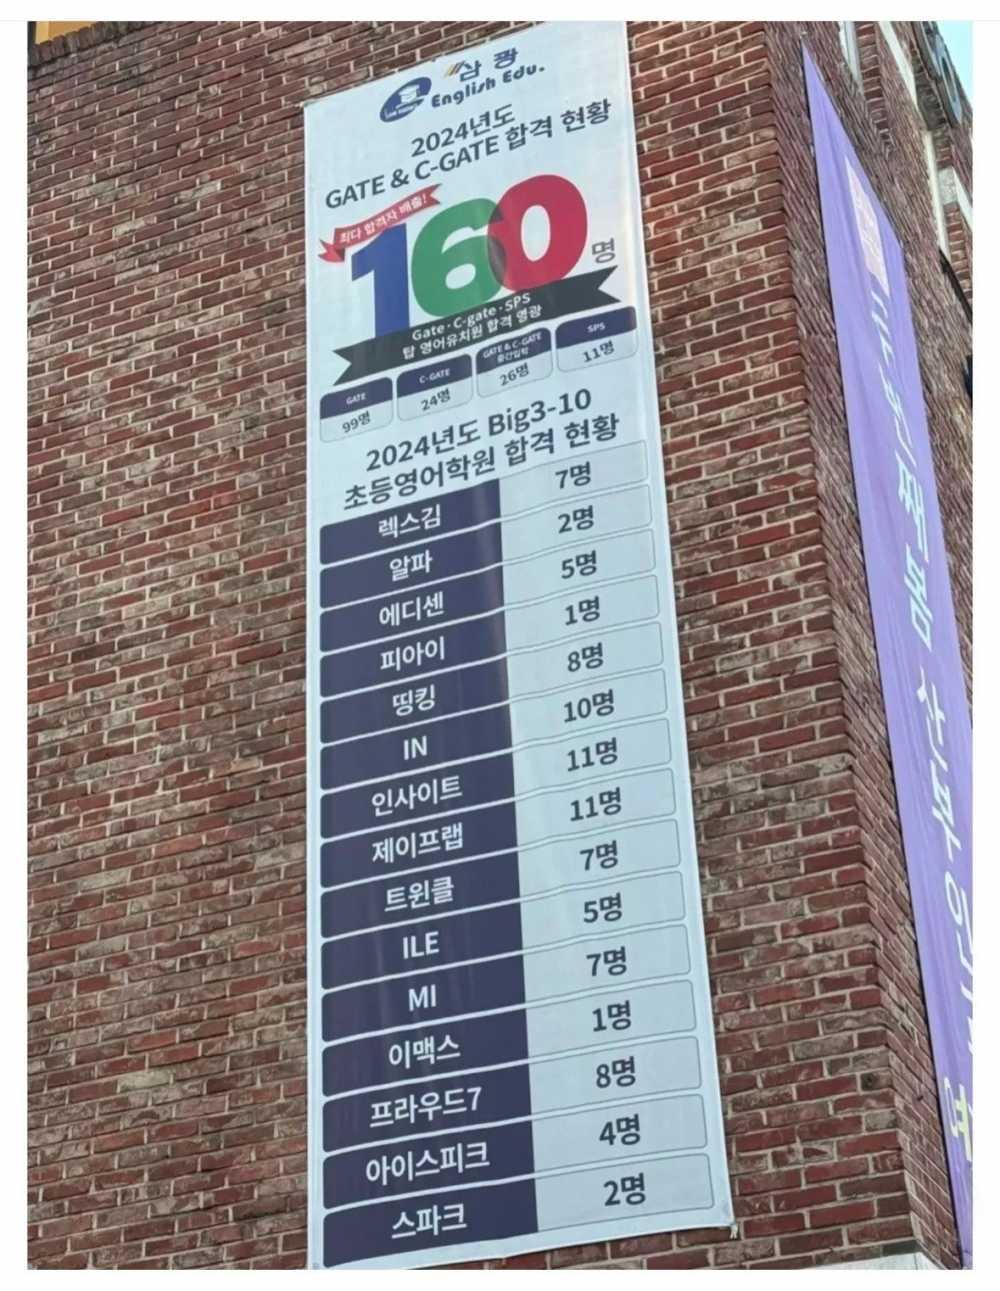 삼광
English Edu.
2024년도
GATE & C-GATE 합격 현황
최다 합격자 배출!
160명
Gate · C-gate · SPS
탑 영어유치원 합격 영광
GATE 99명
C-GATE 24명
GATE & C-GATE 중간입학 26명
SPS 11명
2024년도 Big3-10
초등영어학원 합격 현황
렉스김 7명
알파 2명
에디센 5명
피아이 1명
띵킹 8명
IN 10명
인사이트 11명
제이프랩 11명
트윈클 7명
ILE 5명
MI 7명
이맥스 1명
프라우드7 8명
아이스피크 4명
스파크 2명